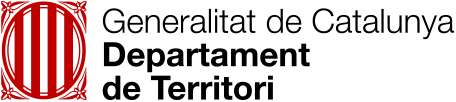 Generalitat de Catalunya
Departament
de Territori